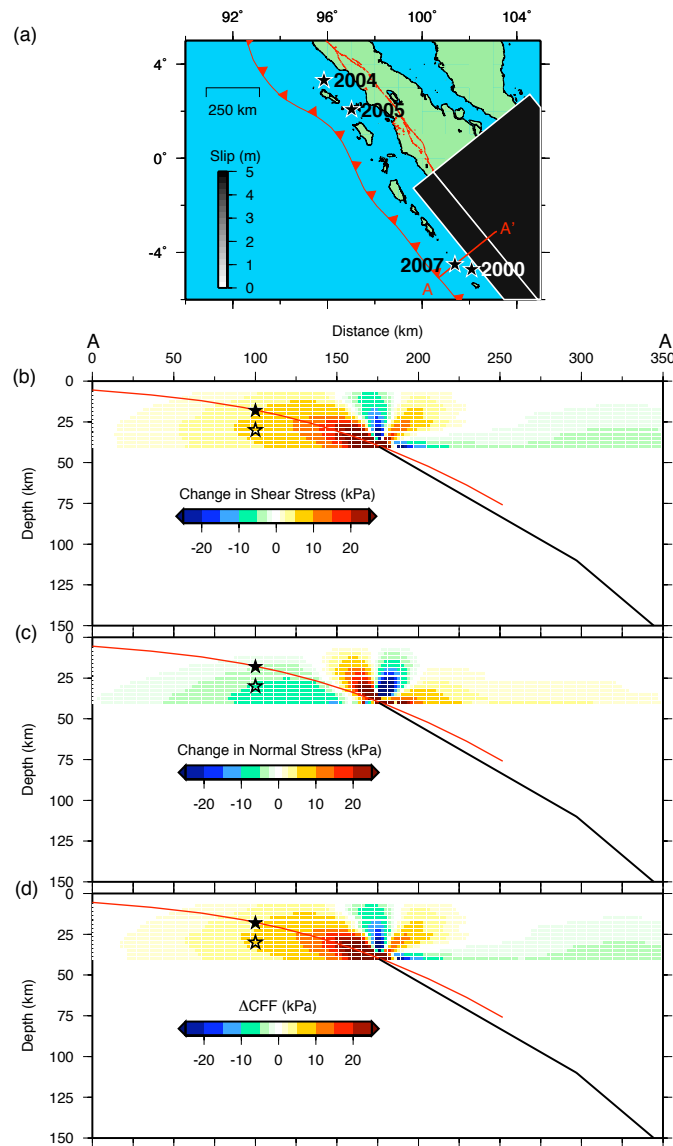 (a)
92° 96° 100° 104°
4°
0°
-4°
2004
2005
250 km
Slip (m)
5
4
3
2
1
0
A'
2007
2000
A
Distance (km)
A A
0 50 100 150 200 250 300 350
(b)
0
25
50
75
100
125
150
Depth (km)
Change in Shear Stress (kPa)
-20 -10 0 10 20
(c)
0
25
50
75
100
125
150
Depth (km)
Change in Normal Stress (kPa)
-20 -10 0 10 20
(d)
0
25
50
75
100
125
150
Depth (km)
ΔCFF (kPa)
-20 -10 0 10 20